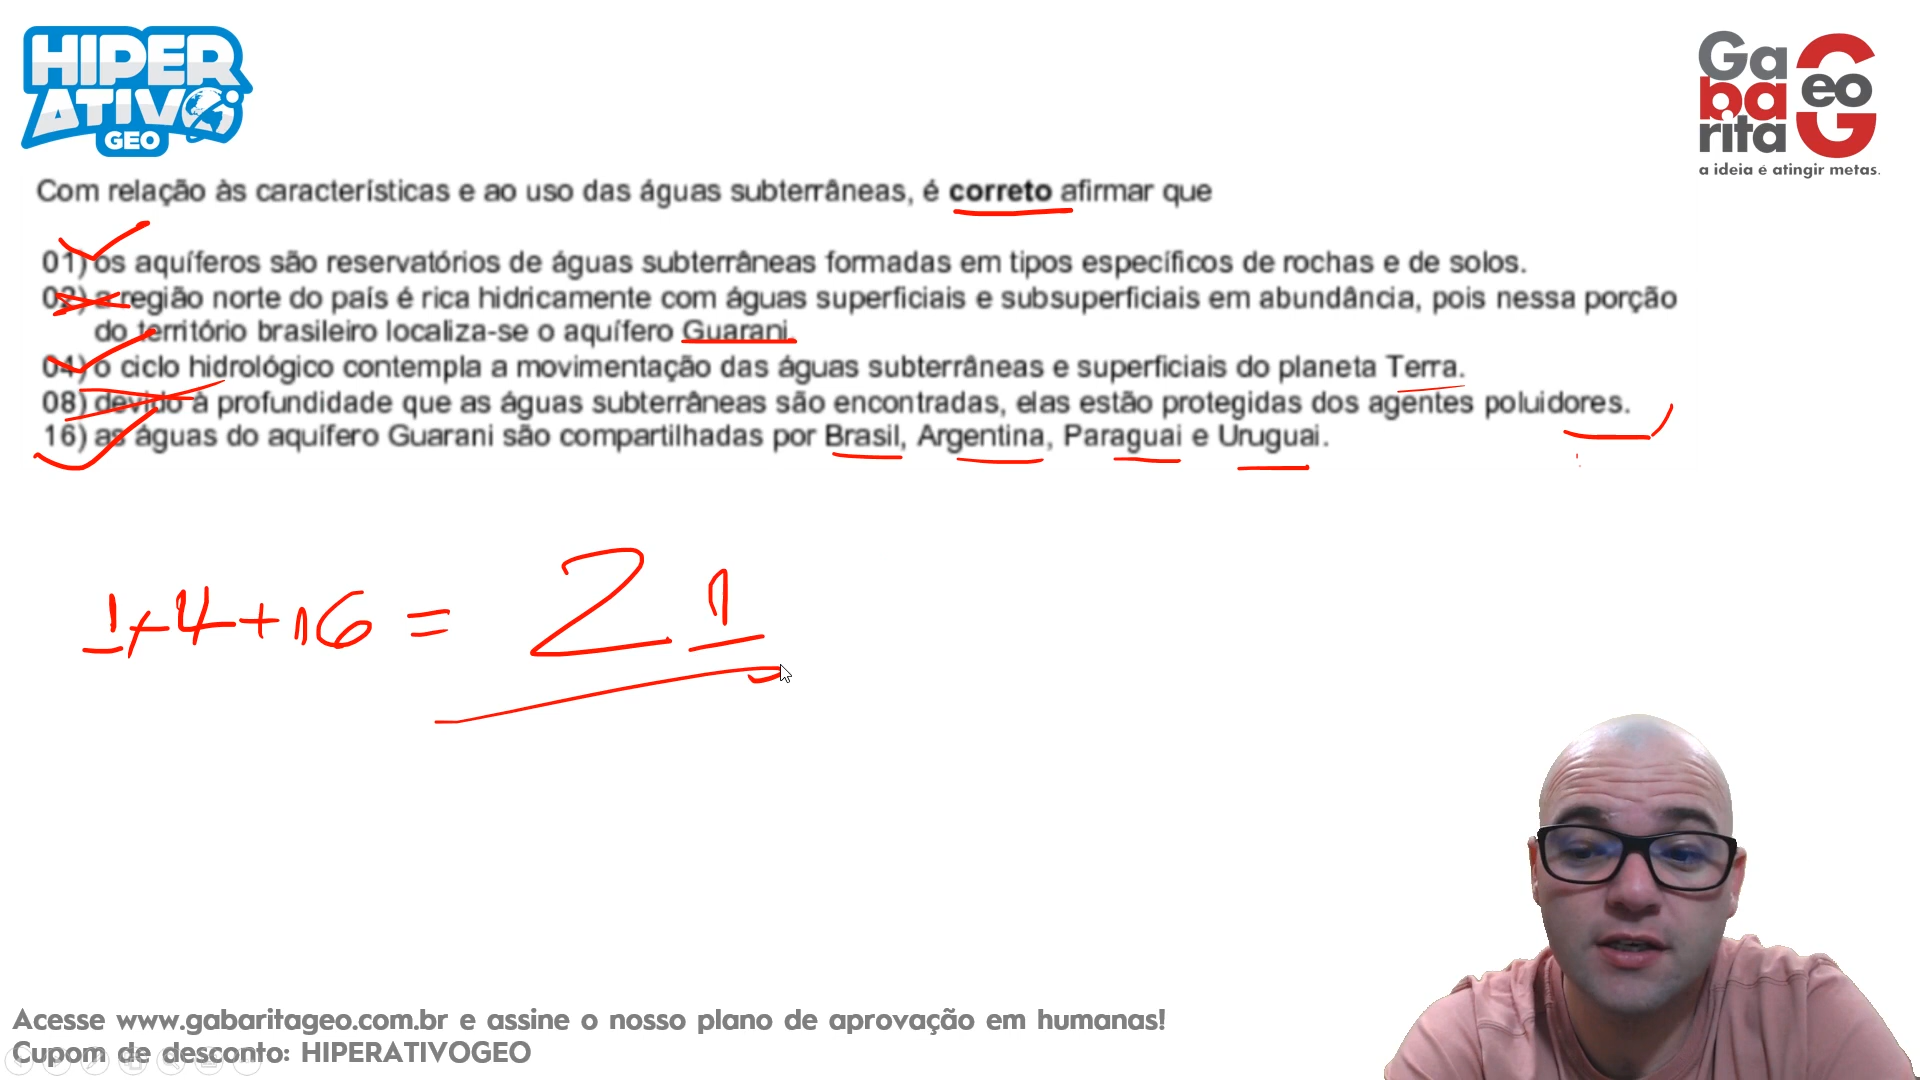 HIPER
ATIVO
GEO
Ga
ba
rita
Geo
a ideia é atingir metas.
Com relação às características e ao uso das águas subterrâneas, é correto afirmar que
01) os aquíferos são reservatórios de águas subterrâneas formadas em tipos específicos de rochas e de solos.
02) a região norte do país é rica hidricamente com águas superficiais e subsuperficiais em abundância, pois nessa porção
do território brasileiro localiza-se o aquífero Guarani.
04) o ciclo hidrológico contempla a movimentação das águas subterrâneas e superficiais do planeta Terra.
08) devido à profundidade que as águas subterrâneas são encontradas, elas estão protegidas dos agentes poluidores.
16) as águas do aquífero Guarani são compartilhadas por Brasil, Argentina, Paraguai e Uruguai.
1+4+16 = 21
Acesse www.gabaritageo.com.br e assine o nosso plano de aprovação em humanas!
Cupom de desconto: HIPERATIVOGEO